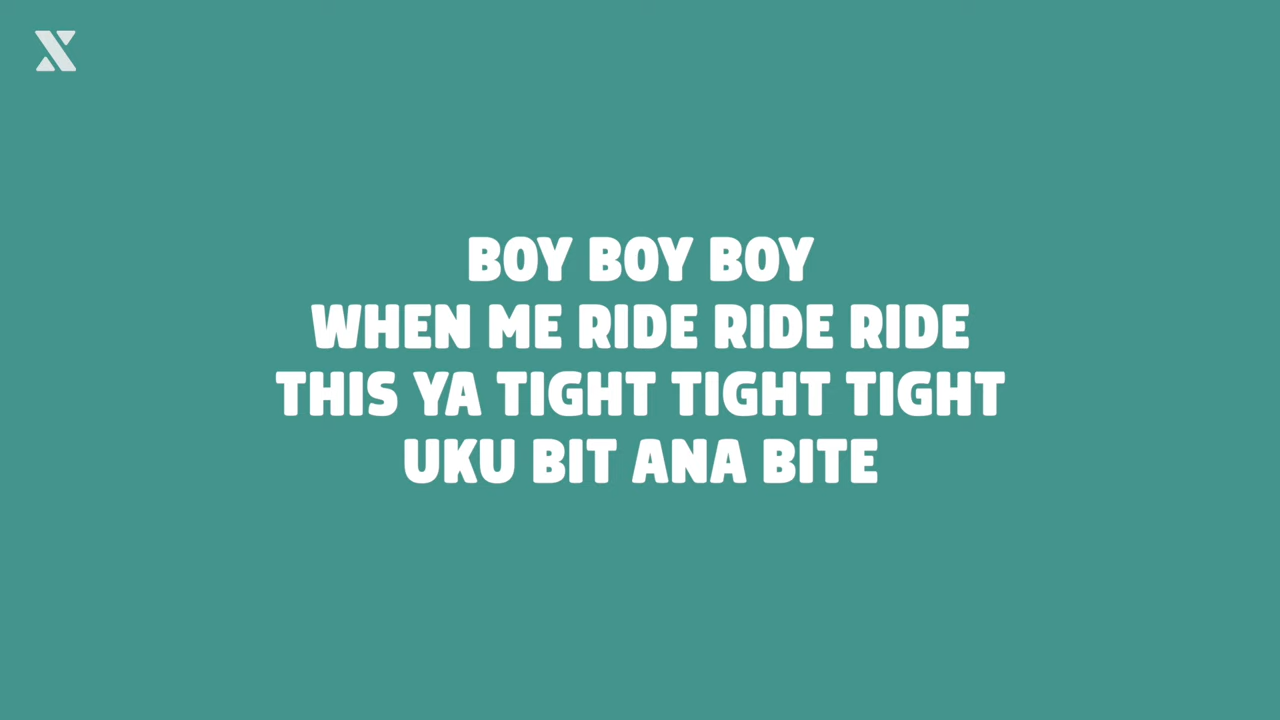 BOY BOY BOY
WHEN ME RIDE RIDE RIDE
THIS YA TIGHT TIGHT TIGHT
UKU BIT ANA BITE